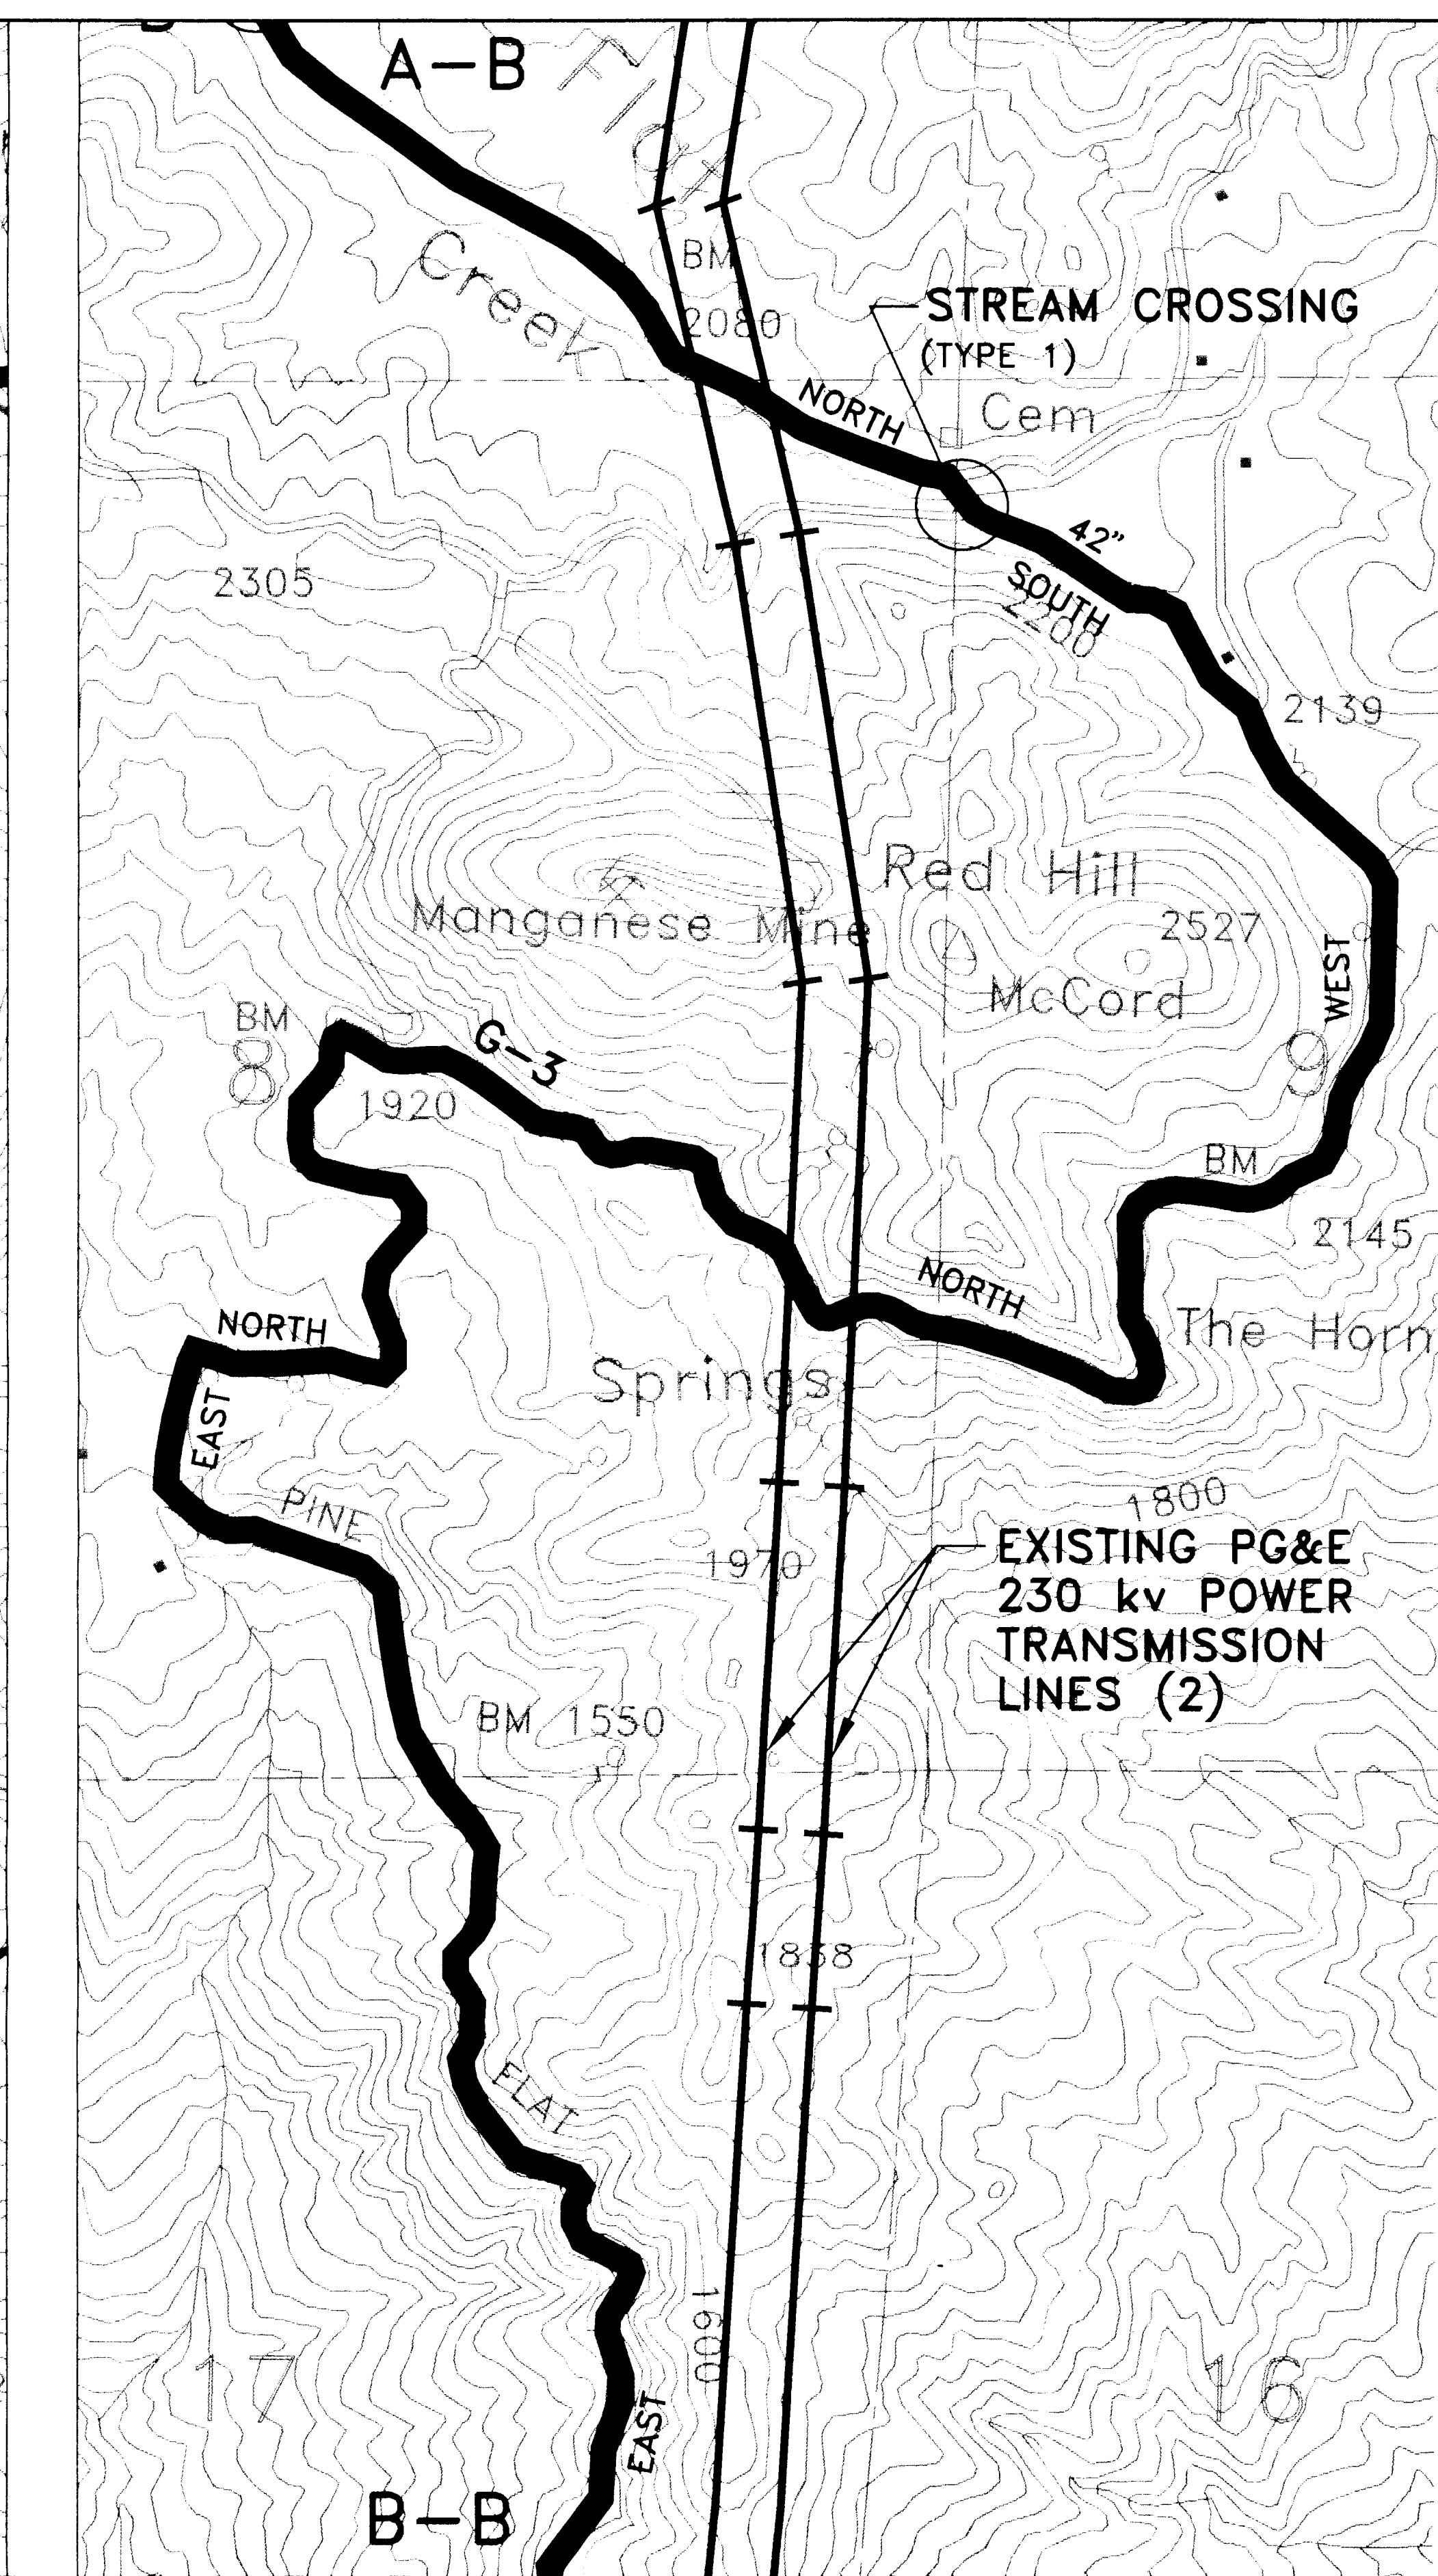 A-B
Flax
Creek
BM
2080
STREAM CROSSING
(TYPE 1)
NORTH
Cem
42"
SOUTH
2200
2305
2139
Red Hill
Manganese Mine
2527
WEST
McCord
BM
8
G-3
9
1920
BM
2145
NORTH
The Horn
NORTH
Springs
EAST
PINE
1800
1970
EXISTING PG&E
230 kv POWER
TRANSMISSION
LINES (2)
BM 1550
1838
FLAT
1600
17
16
EAST
B-B